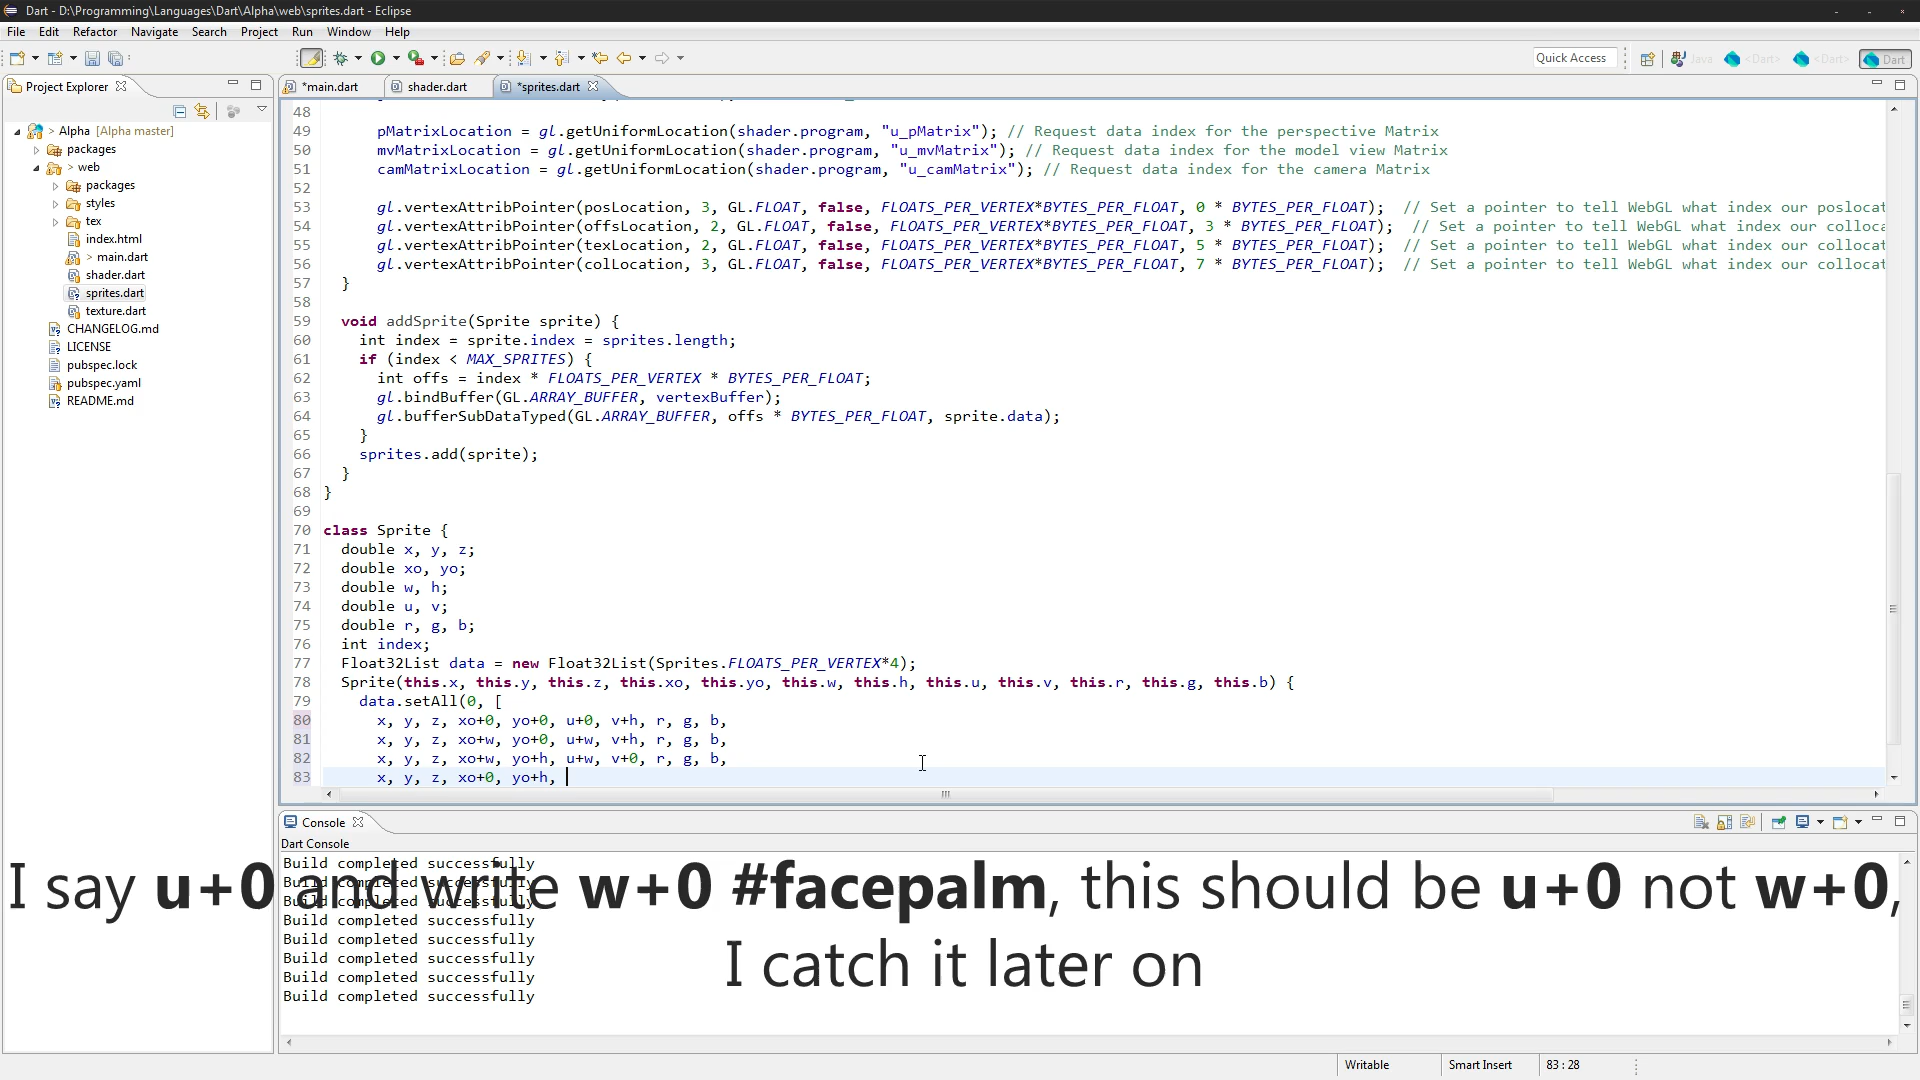 Dart - D:\Programming\Languages\Dart\Alpha\web\sprites.dart - Eclipse
File Edit Refactor Navigate Search Project Run Window Help
Quick Access
Java
<Dart>
<Dart>
Dart
Project Explorer
*main.dart
shader.dart
*sprites.dart
> Alpha [Alpha master]
packages
> web
packages
styles
tex
index.html
> main.dart
shader.dart
sprites.dart
texture.dart
CHANGELOG.md
LICENSE
pubspec.lock
pubspec.yaml
README.md
48
49 pMatrixLocation = gl.getUniformLocation(shader.program, "u_pMatrix"); // Request data index for the perspective Matrix
50 mvMatrixLocation = gl.getUniformLocation(shader.program, "u_mvMatrix"); // Request data index for the model view Matrix
51 camMatrixLocation = gl.getUniformLocation(shader.program, "u_camMatrix"); // Request data index for the camera Matrix
52
53 gl.vertexAttribPointer(posLocation, 3, GL.FLOAT, false, FLOATS_PER_VERTEX*BYTES_PER_FLOAT, 0 * BYTES_PER_FLOAT); // Set a pointer to tell WebGL what index our poslocat
54 gl.vertexAttribPointer(offsLocation, 2, GL.FLOAT, false, FLOATS_PER_VERTEX*BYTES_PER_FLOAT, 3 * BYTES_PER_FLOAT); // Set a pointer to tell WebGL what index our colloca
55 gl.vertexAttribPointer(texLocation, 2, GL.FLOAT, false, FLOATS_PER_VERTEX*BYTES_PER_FLOAT, 5 * BYTES_PER_FLOAT); // Set a pointer to tell WebGL what index our collocat
56 gl.vertexAttribPointer(colLocation, 3, GL.FLOAT, false, FLOATS_PER_VERTEX*BYTES_PER_FLOAT, 7 * BYTES_PER_FLOAT); // Set a pointer to tell WebGL what index our collocat
57 }
58
59 void addSprite(Sprite sprite) {
60 int index = sprite.index = sprites.length;
61 if (index < MAX_SPRITES) {
62 int offs = index * FLOATS_PER_VERTEX * BYTES_PER_FLOAT;
63 gl.bindBuffer(GL.ARRAY_BUFFER, vertexBuffer);
64 gl.bufferSubDataTyped(GL.ARRAY_BUFFER, offs * BYTES_PER_FLOAT, sprite.data);
65 }
66 sprites.add(sprite);
67 }
68 }
69
70 class Sprite {
71 double x, y, z;
72 double xo, yo;
73 double w, h;
74 double u, v;
75 double r, g, b;
76 int index;
77 Float32List data = new Float32List(Sprites.FLOATS_PER_VERTEX*4);
78 Sprite(this.x, this.y, this.z, this.xo, this.yo, this.w, this.h, this.u, this.v, this.r, this.g, this.b) {
79 data.setAll(0, [
80 x, y, z, xo+0, yo+0, u+0, v+h, r, g, b,
81 x, y, z, xo+w, yo+0, u+w, v+h, r, g, b,
82 x, y, z, xo+w, yo+h, u+w, v+0, r, g, b,
83 x, y, z, xo+0, yo+h,
Console
Dart Console
Build completed successfully
Build completed successfully
Build completed successfully
Build completed successfully
Build completed successfully
Build completed successfully
Build completed successfully
Build completed successfully
I say u+0 and write w+0 #facepalm, this should be u+0 not w+0,
I catch it later on
Writable
Smart Insert
83 : 28